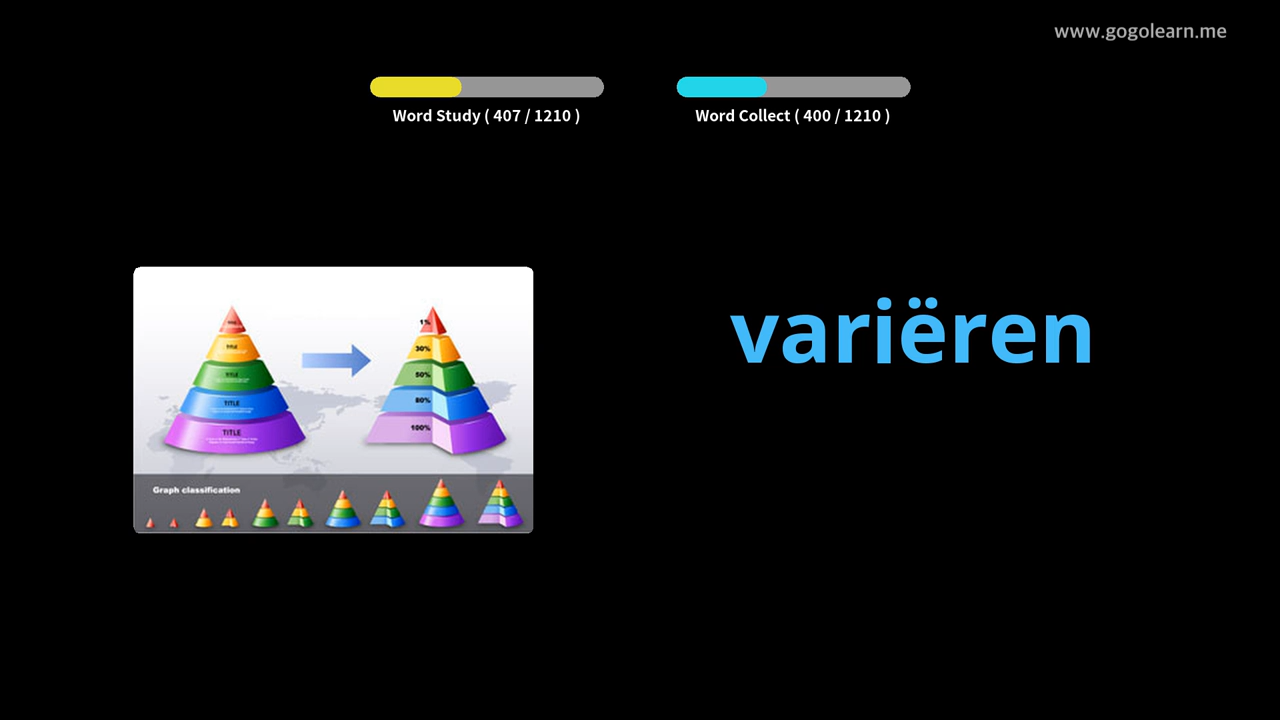 www.gogolearn.me
Word Study ( 407 / 1210 )
Word Collect ( 400 / 1210 )
variëren
TITLE
TITLE
TITLE
TITLE
1%
30%
50%
80%
100%
Graph classification